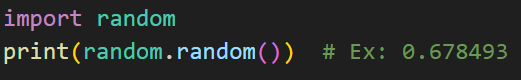 import random
print(random.random())  # Ex: 0.678493